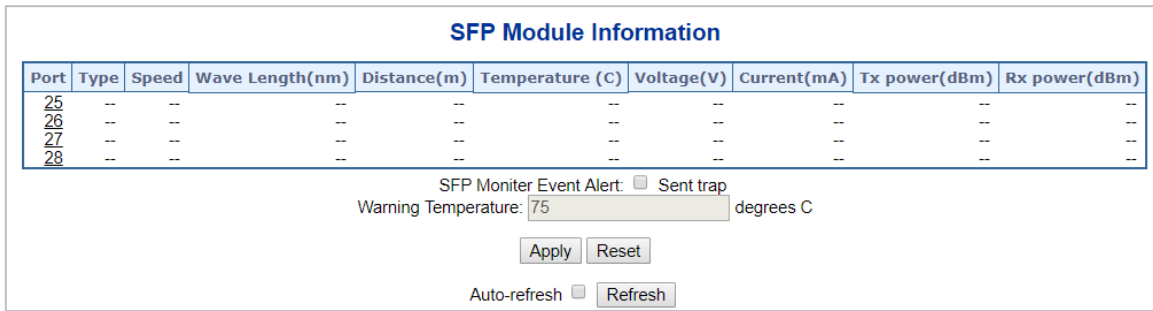 SFP Module Information
Port Type Speed Wave Length(nm) Distance(m) Temperature (C) Voltage(V) Current(mA) Tx power(dBm) Rx power(dBm)
25 -- -- -- -- -- -- -- -- --
26 -- -- -- -- -- -- -- -- --
27 -- -- -- -- -- -- -- -- --
28 -- -- -- -- -- -- -- -- --
SFP Moniter Event Alert: Sent trap
Warning Temperature: 75 degrees C
Apply Reset
Auto-refresh Refresh